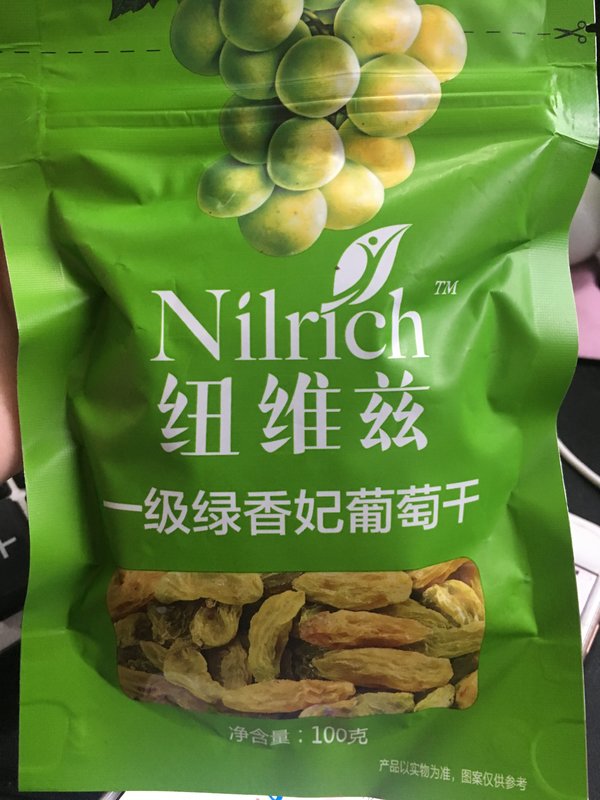 Nilrich TM
纽维兹
一级绿香妃葡萄干
净含量：100克
产品以实物为准，图案仅供参考